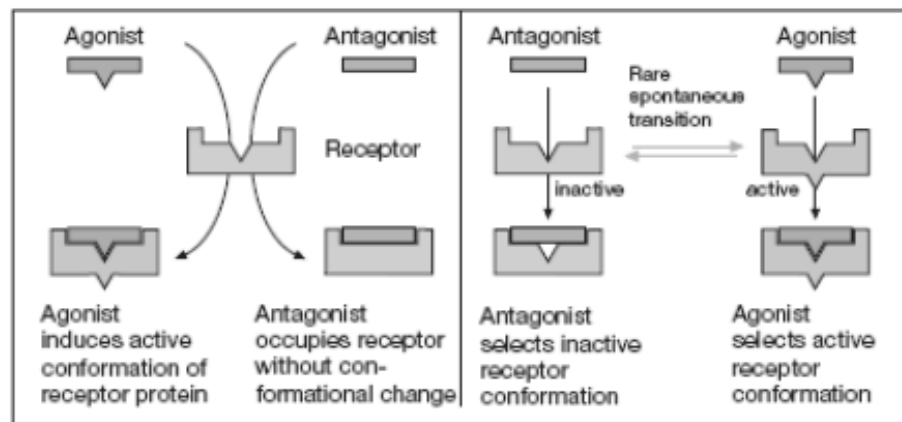 Agonist
Antagonist
Receptor
Agonist
induces active
conformation of
receptor protein
Antagonist
occupies receptor
without con-
formational change
Antagonist
Agonist
Rare
spontaneous
transition
inactive
active
Antagonist
selects inactive
receptor
conformation
Agonist
selects active
receptor
conformation